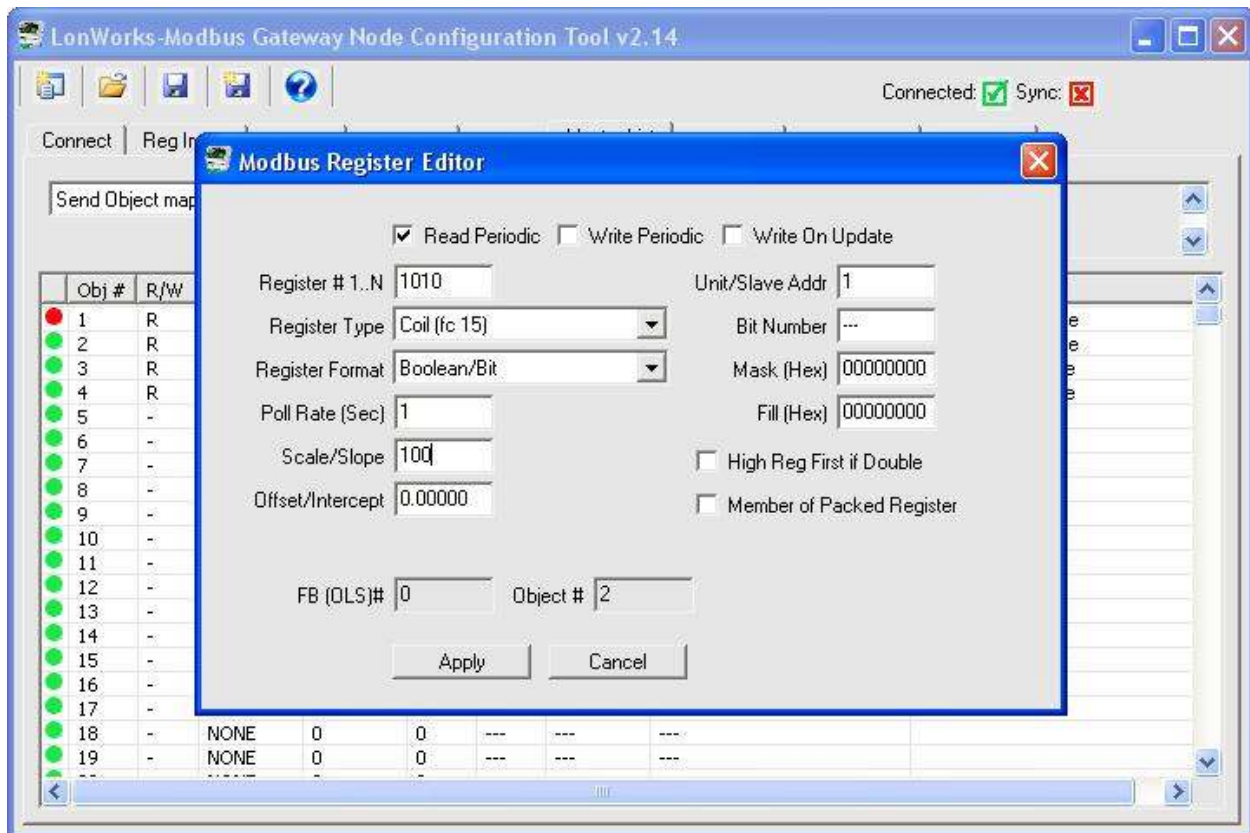 LonWorks-Modbus Gateway Node Configuration Tool v2.14
Connected: Sync:
Connect Reg
Modbus Register Editor
Send Object map
Read Periodic Write Periodic Write On Update
Register # 1..N 1010 Unit/Slave Addr 1
Obj # R/W
Register Type Coil (fc 15) Bit Number ---
1 R
2 R
Register Format Boolean/Bit Mask (Hex) 00000000
3 R
4 R
Poll Rate (Sec) 1 Fill (Hex) 00000000
5 -
6 -
Scale/Slope 100 High Reg First if Double
7 -
8 -
Offset/Intercept 0.00000 Member of Packed Register
9 -
10 -
11 -
12 -
FB (OLS)# 0 Object # 2
13 -
14 -
15 -
Apply Cancel
16 -
17 -
18 - NONE 0 0 --- --- ---
19 - NONE 0 0 --- --- ---